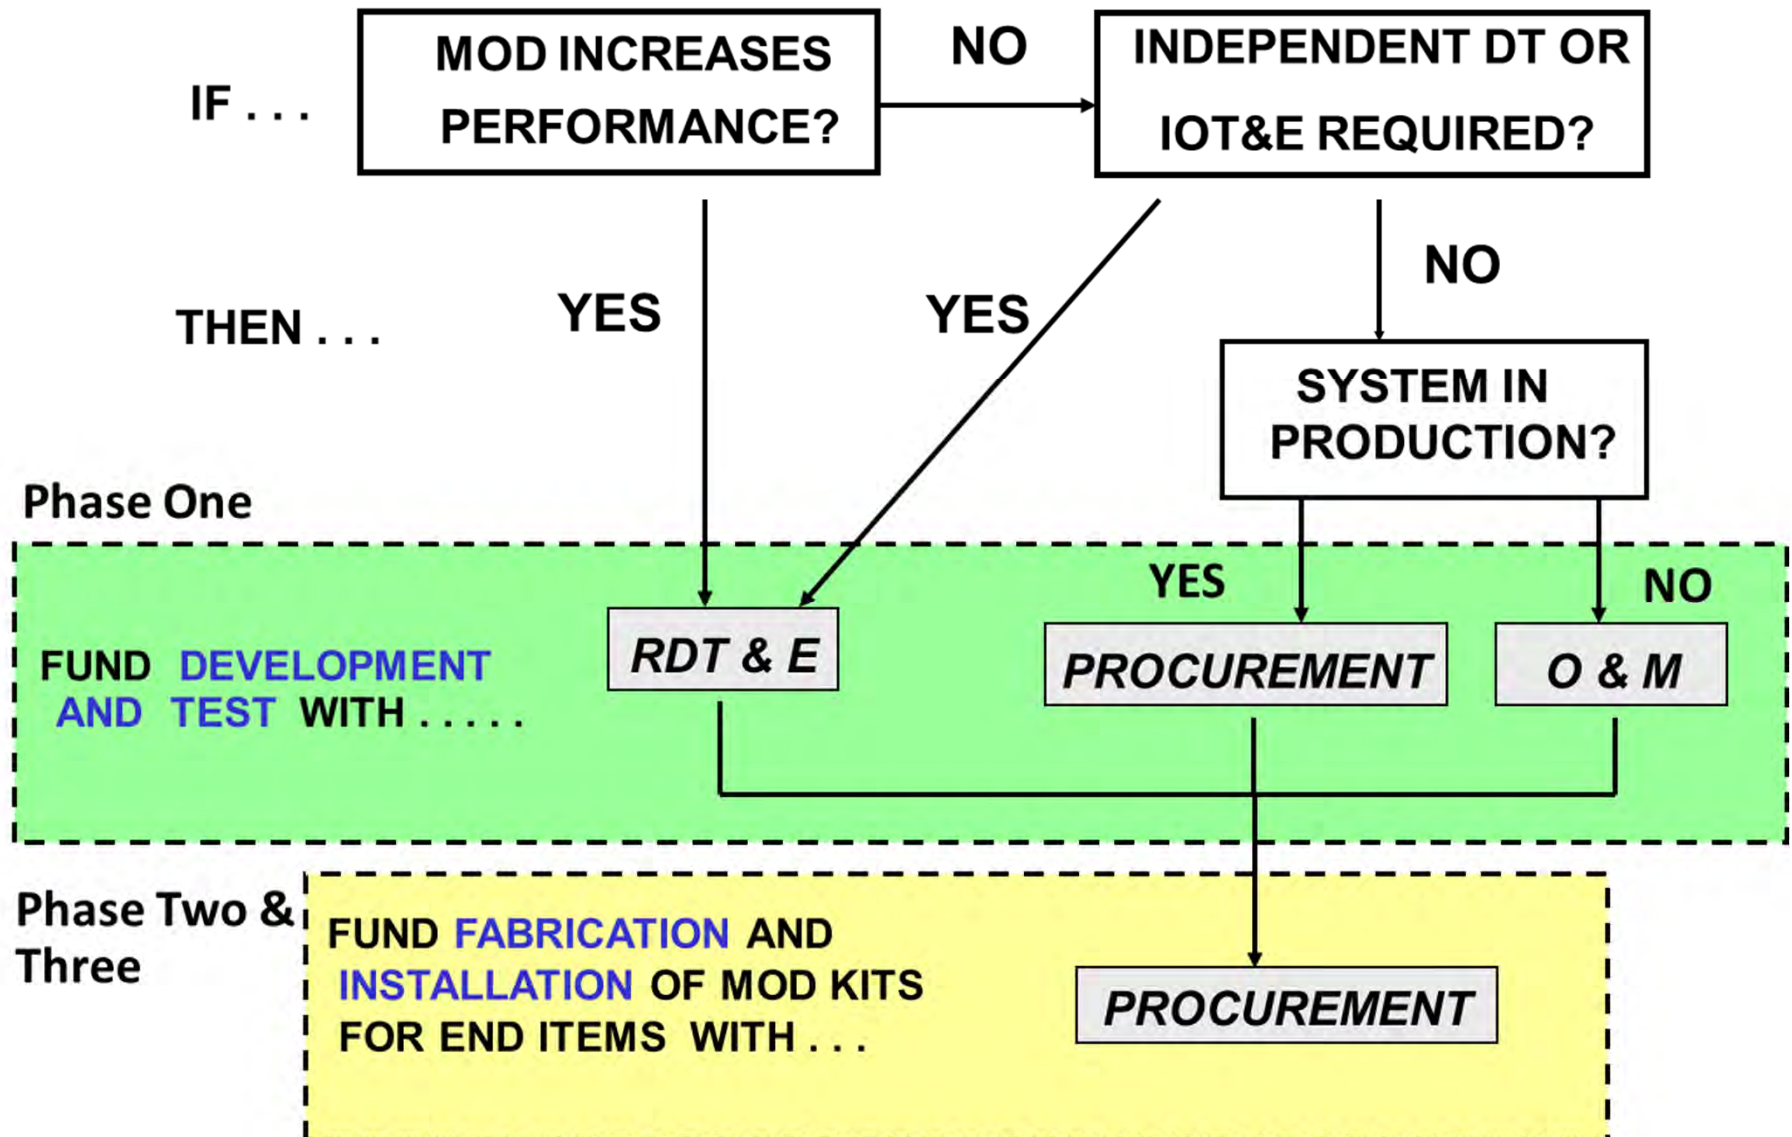 IF . . .
MOD INCREASES
PERFORMANCE?
NO
INDEPENDENT DT OR
IOT&E REQUIRED?
THEN . . .
YES
YES
NO
SYSTEM IN
PRODUCTION?
Phase One
YES
NO
FUND DEVELOPMENT
AND TEST WITH . . . . .
RDT & E
PROCUREMENT
O & M
Phase Two &
Three
FUND FABRICATION AND
INSTALLATION OF MOD KITS
FOR END ITEMS WITH . . .
PROCUREMENT